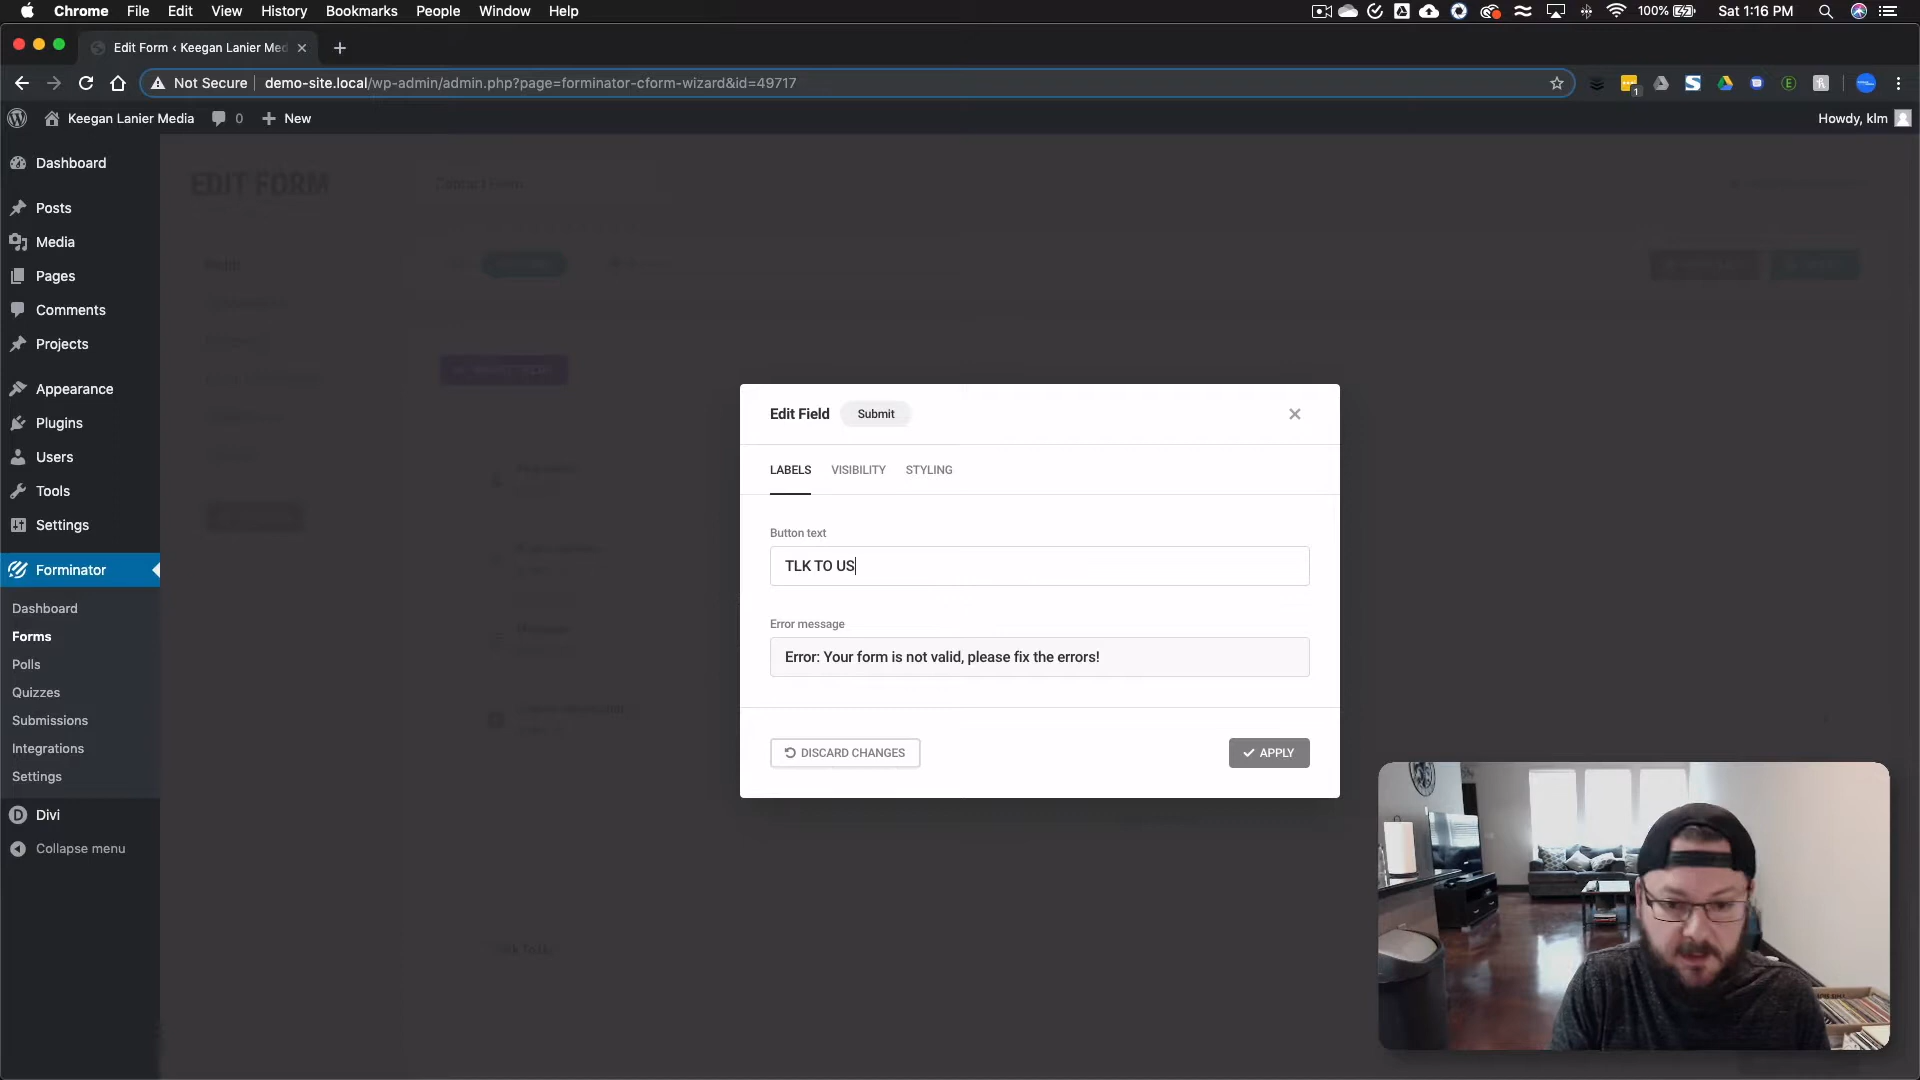 Chrome File Edit View History Bookmarks People Window Help 100% Sat 1:16 PM
Edit Form ‹ Keegan Lanier Med
Not Secure demo-site.local/wp-admin/admin.php?page=forminator-cform-wizard&id=49717
Keegan Lanier Media 0 New Howdy, klm
Dashboard
EDIT FORM
Posts
Media
Pages
Comments
Projects
Appearance
Plugins
Users
Tools
Settings
Forminator
Dashboard
Forms
Polls
Quizzes
Submissions
Integrations
Settings
Divi
Collapse menu
Edit Field Submit
LABELS VISIBILITY STYLING
Button text
TLK TO US
Error message
Error: Your form is not valid, please fix the errors!
DISCARD CHANGES APPLY